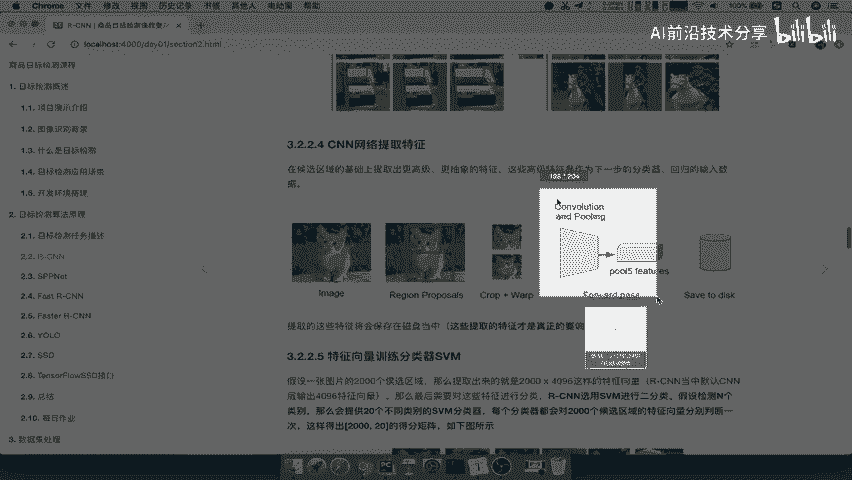 Chrome 文件 修改 视图 历史记录 书签 其他人 电动窗 帮助
100%
AI前沿技术分享 bilibili
localhost:4000/day01/section2.html
商品目标检测课程
1. 目标检测概述
1.1. 项目演示介绍
1.2. 图像识别背景
1.3. 什么是目标检测
1.4. 目标检测应用场景
1.5. 开发环境搭建
2. 目标检测算法原理
2.1. 目标检测任务描述
2.2. R-CNN
2.3. SPPNet
2.4. Fast R-CNN
2.5. Faster R-CNN
2.6. YOLO
2.7. SSD
2.8. TensorFlowSSD接口
2.9. 总结
2.10. 每日作业
3. 数据集处理
3.2.2.4 CNN网络提取特征
在候选区域的基础上提取出更高级、更抽象的特征，这些高级特征是作为下一步的分类器、回归的输入数
据。
Convolution
and Pooling
pool5 features
Image
Region Proposals
Crop + Warp
Forward pass
Save to disk
提取的这些特征将会保存在磁盘当中（这些提取的特征才是真正的要的
3.2.2.5 特征向量训练分类器SVM
假设一张图片的2000个候选区域，那么提取出来的就是2000 x 4096这样的特征向量（R-CNN当中默认CNN
层输出4096特征向量）。那么最后需要对这些特征进行分类，R-CNN选用SVM进行二分类。假设检测N个
类别，那么会提供20个不同类别的SVM分类器，每个分类器都会对2000个候选区域的特征向量分别判断一
次，这样得出[2000, 20]的得分矩阵，如下图所示